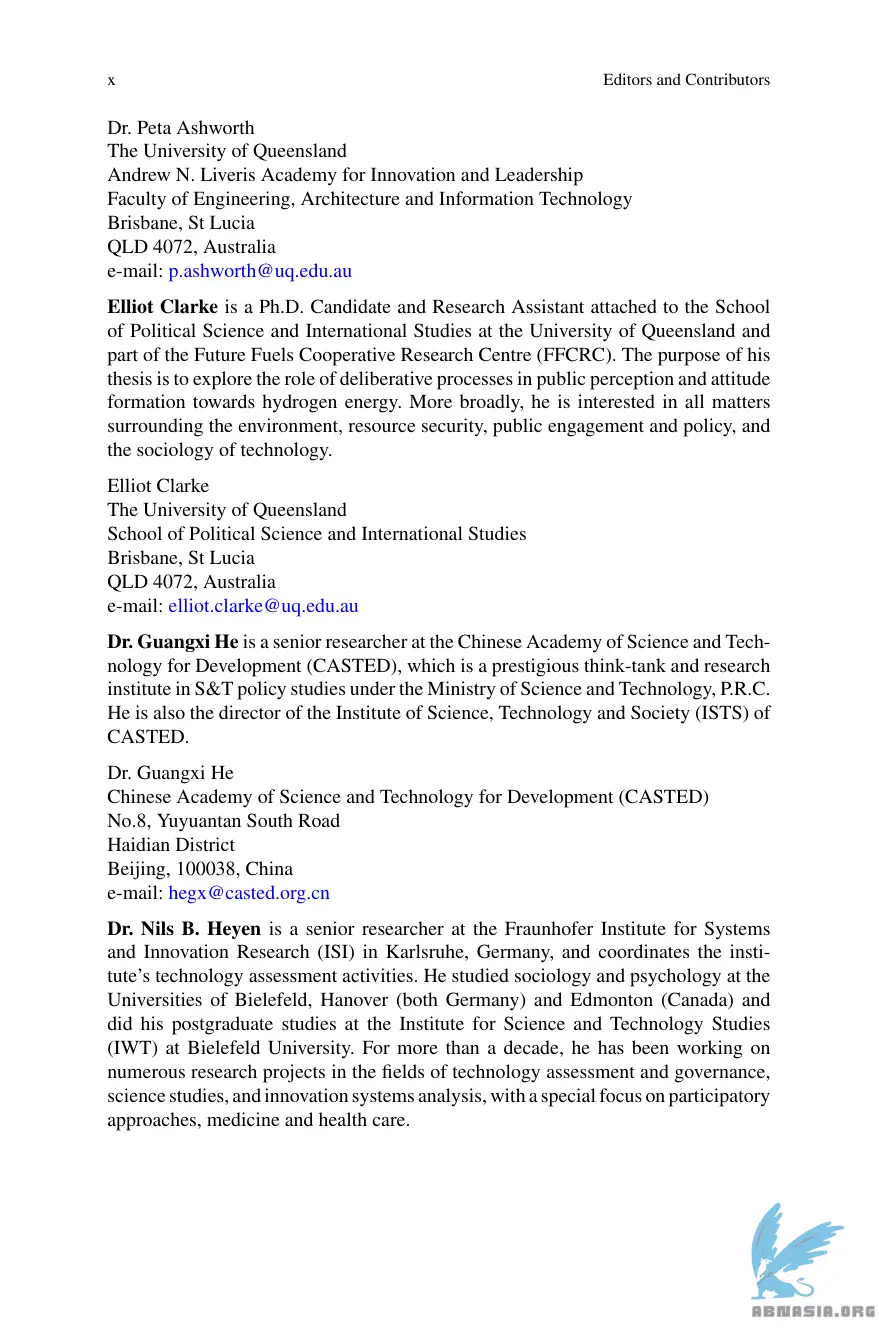 x
Editors and Contributors
Dr. Peta Ashworth
The University of Queensland
Andrew N. Liveris Academy for Innovation and Leadership
Faculty of Engineering, Architecture and Information Technology
Brisbane, St Lucia
QLD 4072, Australia
e-mail: p.ashworth@uq.edu.au
Elliot Clarke is a Ph.D. Candidate and Research Assistant attached to the School
of Political Science and International Studies at the University of Queensland and
part of the Future Fuels Cooperative Research Centre (FFCRC). The purpose of his
thesis is to explore the role of deliberative processes in public perception and attitude
formation towards hydrogen energy. More broadly, he is interested in all matters
surrounding the environment, resource security, public engagement and policy, and
the sociology of technology.
Elliot Clarke
The University of Queensland
School of Political Science and International Studies
Brisbane, St Lucia
QLD 4072, Australia
e-mail: elliot.clarke@uq.edu.au
Dr. Guangxi He is a senior researcher at the Chinese Academy of Science and Tech-
nology for Development (CASTED), which is a prestigious think-tank and research
institute in S&T policy studies under the Ministry of Science and Technology, P.R.C.
He is also the director of the Institute of Science, Technology and Society (ISTS) of
CASTED.
Dr. Guangxi He
Chinese Academy of Science and Technology for Development (CASTED)
No.8, Yuyuantan South Road
Haidian District
Beijing, 100038, China
e-mail: hegx@casted.org.cn
Dr. Nils B. Heyen is a senior researcher at the Fraunhofer Institute for Systems
and Innovation Research (ISI) in Karlsruhe, Germany, and coordinates the insti-
tute's technology assessment activities. He studied sociology and psychology at the
Universities of Bielefeld, Hanover (both Germany) and Edmonton (Canada) and
did his postgraduate studies at the Institute for Science and Technology Studies
(IWT) at Bielefeld University. For more than a decade, he has been working on
numerous research projects in the fields of technology assessment and governance,
science studies, and innovation systems analysis, with a special focus on participatory
approaches, medicine and health care.
ABNASIA.ORG